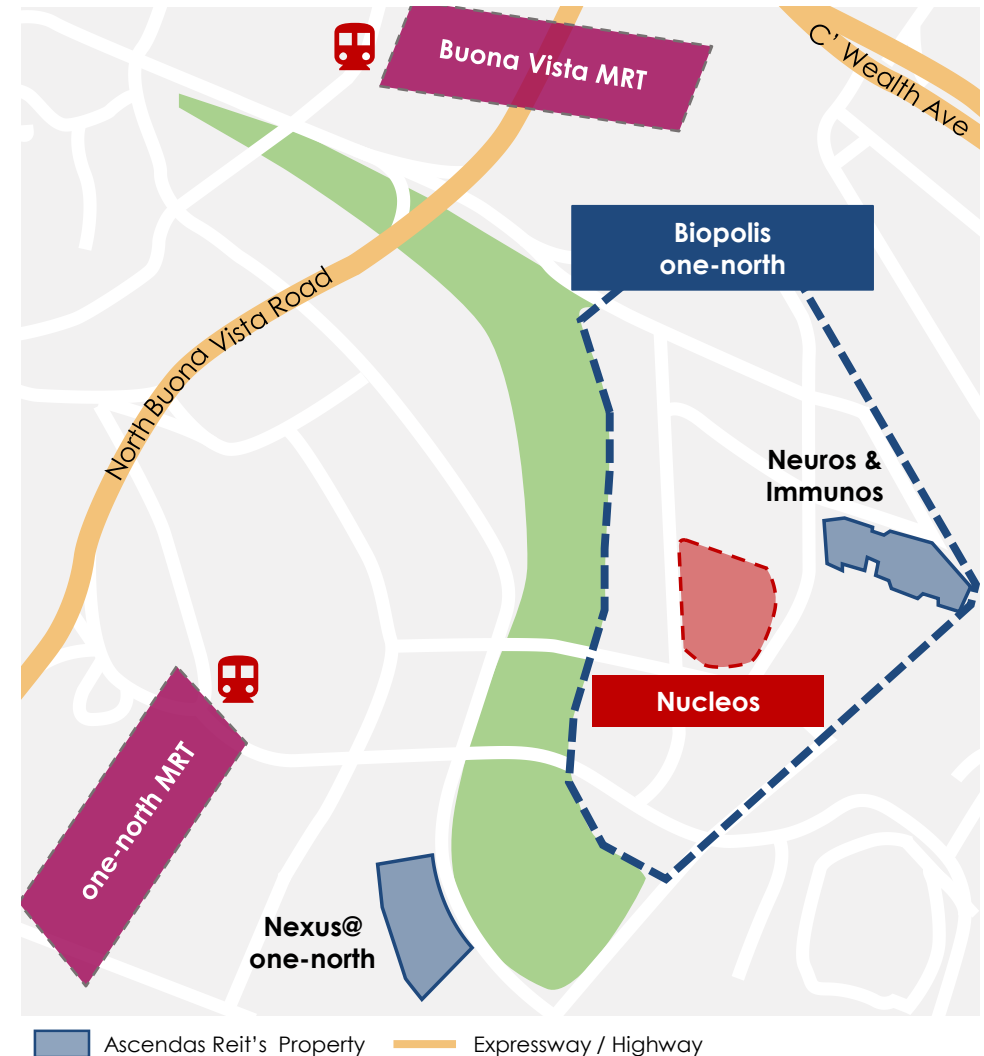 Buona Vista MRT
C' Wealth Ave
Biopolis
one-north
North Buona Vista Road
Neuros &
Immunos
Nucleos
one-north MRT
Nexus@
one-north
Ascendas Reit's Property
Expressway / Highway